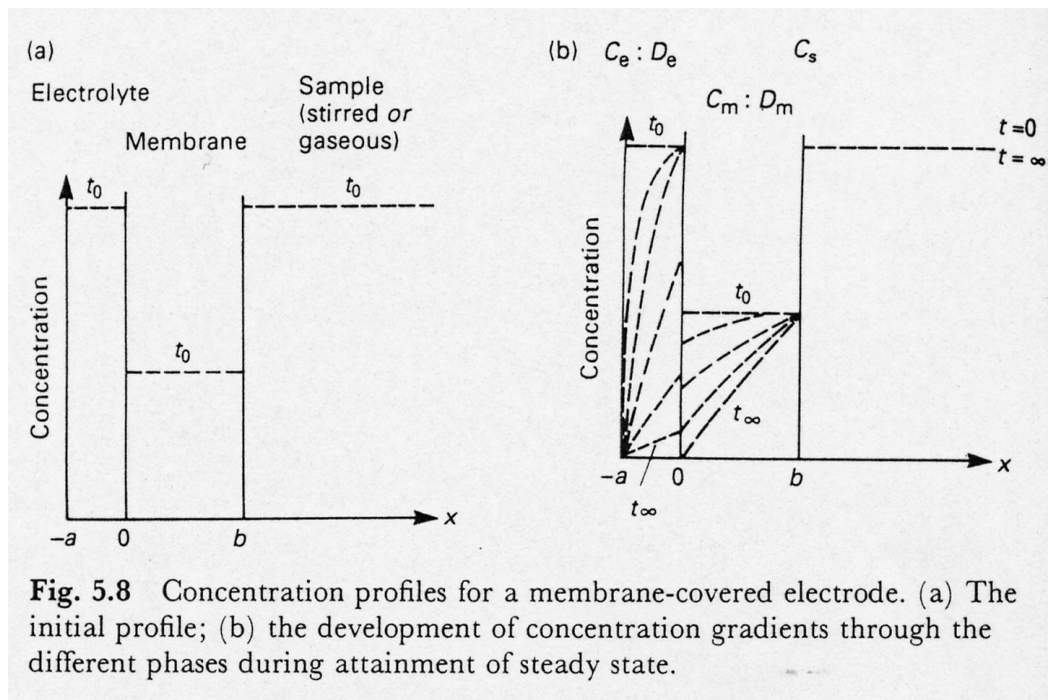 (a)
Electrolyte
Membrane
Sample
(stirred or
gaseous)
t₀
t₀
t₀
Concentration
−a
0
b
x
(b)
Cₑ : Dₑ
Cₘ : Dₘ
Cₛ
t₀
t₀
t = 0
t = ∞
Concentration
t∞
−a
0
b
x
t∞
Fig. 5.8 Concentration profiles for a membrane-covered electrode. (a) The
initial profile; (b) the development of concentration gradients through the
different phases during attainment of steady state.